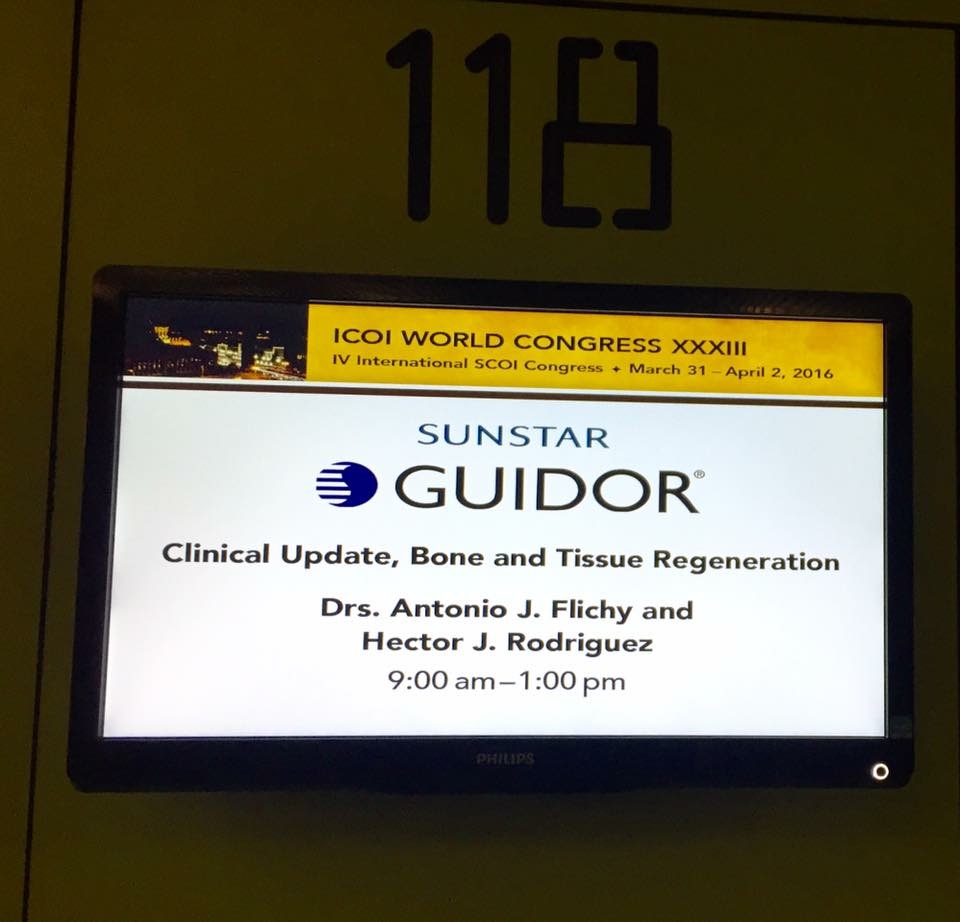 118
ICOI WORLD CONGRESS XXXIII
IV International SCOI Congress ✦ March 31 – April 2, 2016
SUNSTAR
GUIDOR®
Clinical Update, Bone and Tissue Regeneration
Drs. Antonio J. Flichy and
Hector J. Rodriguez
9:00 am–1:00 pm
PHILIPS